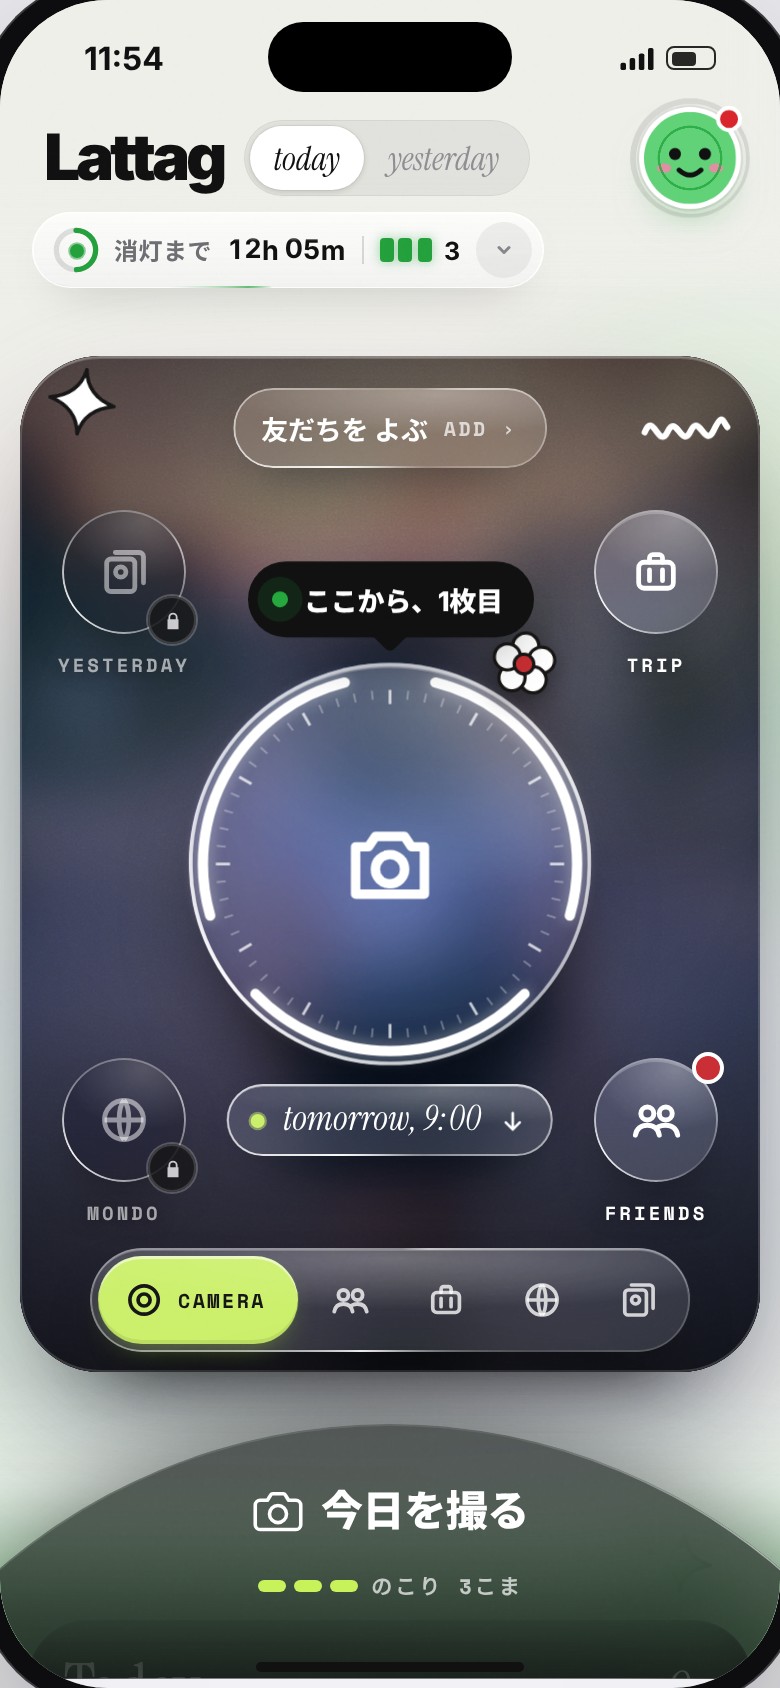 11:54
Lattag
today
yesterday
消灯まで 12h 05m
3
友だちを よぶ ADD ›
ここから、1枚目
YESTERDAY
TRIP
tomorrow, 9:00 ↓
MONDO
FRIENDS
CAMERA
今日を撮る
のこり 3こま